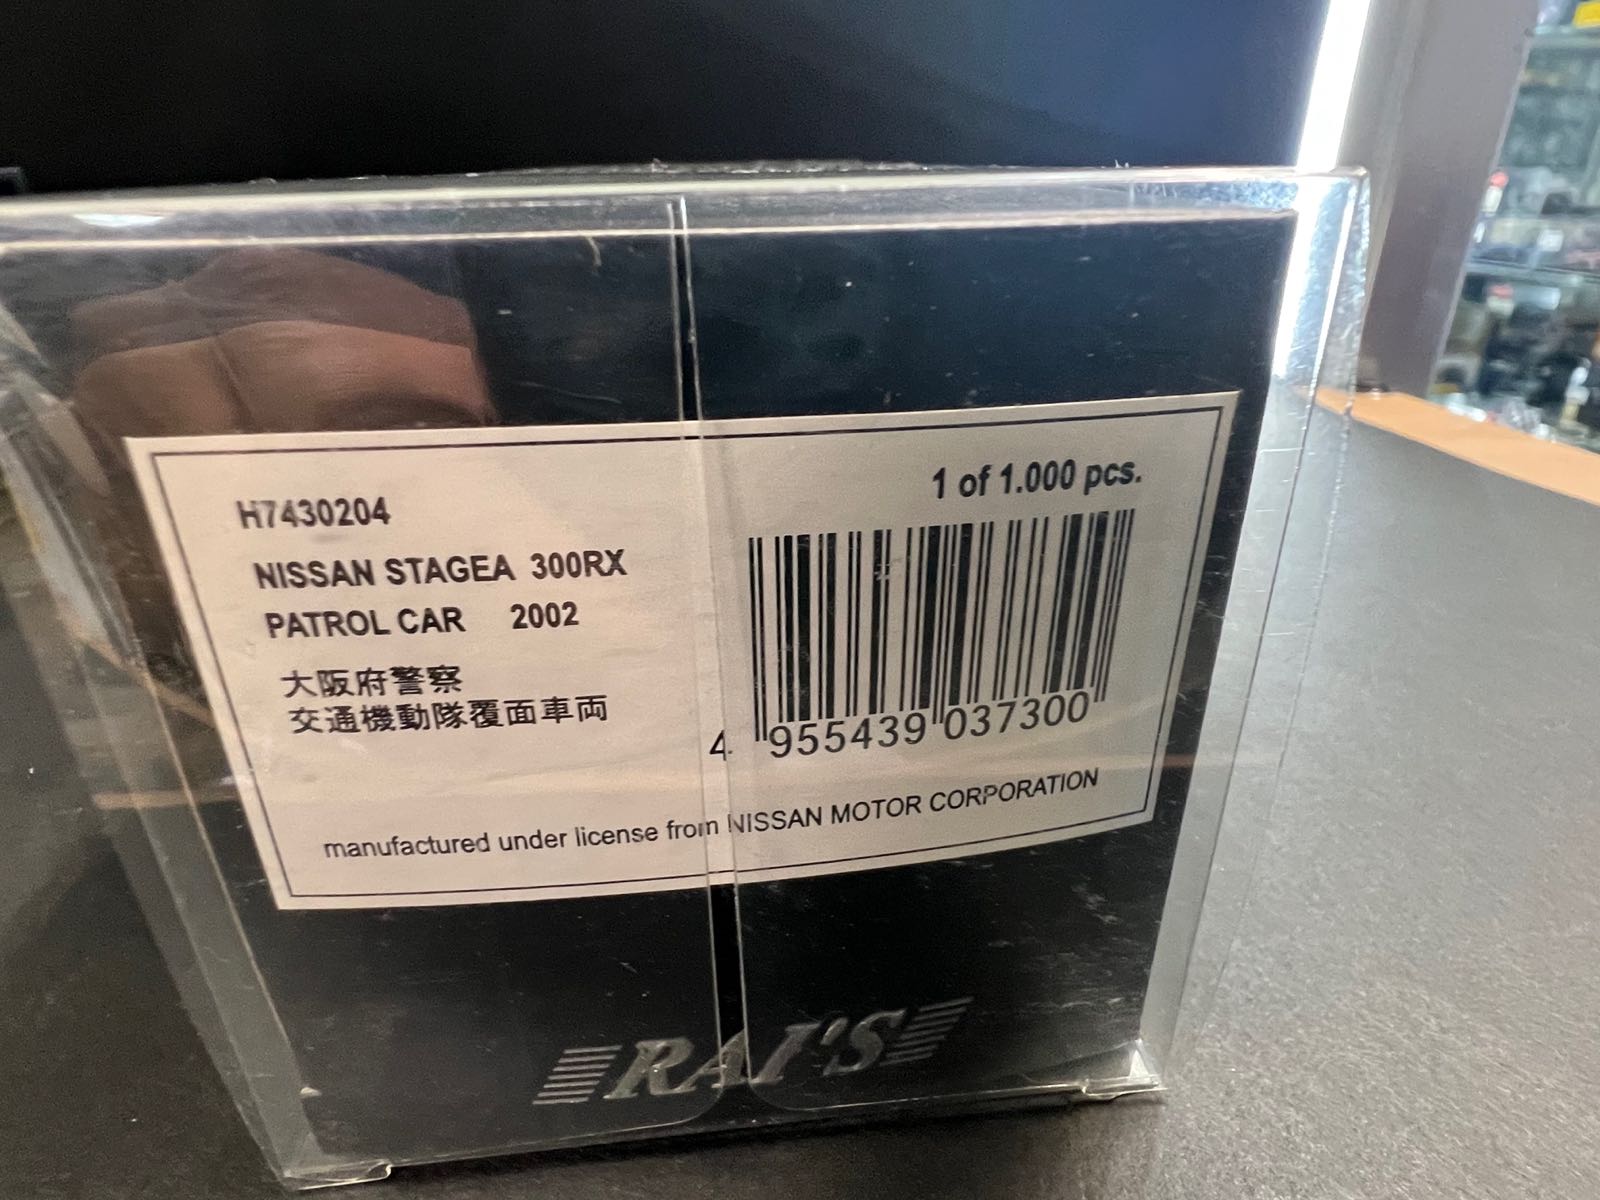 H7430204
1 of 1.000 pcs.
NISSAN STAGEA 300RX
PATROL CAR 2002
大阪府警察
交通機動隊覆面車両
4 955439 037300
manufactured under license from NISSAN MOTOR CORPORATION
RAI'S